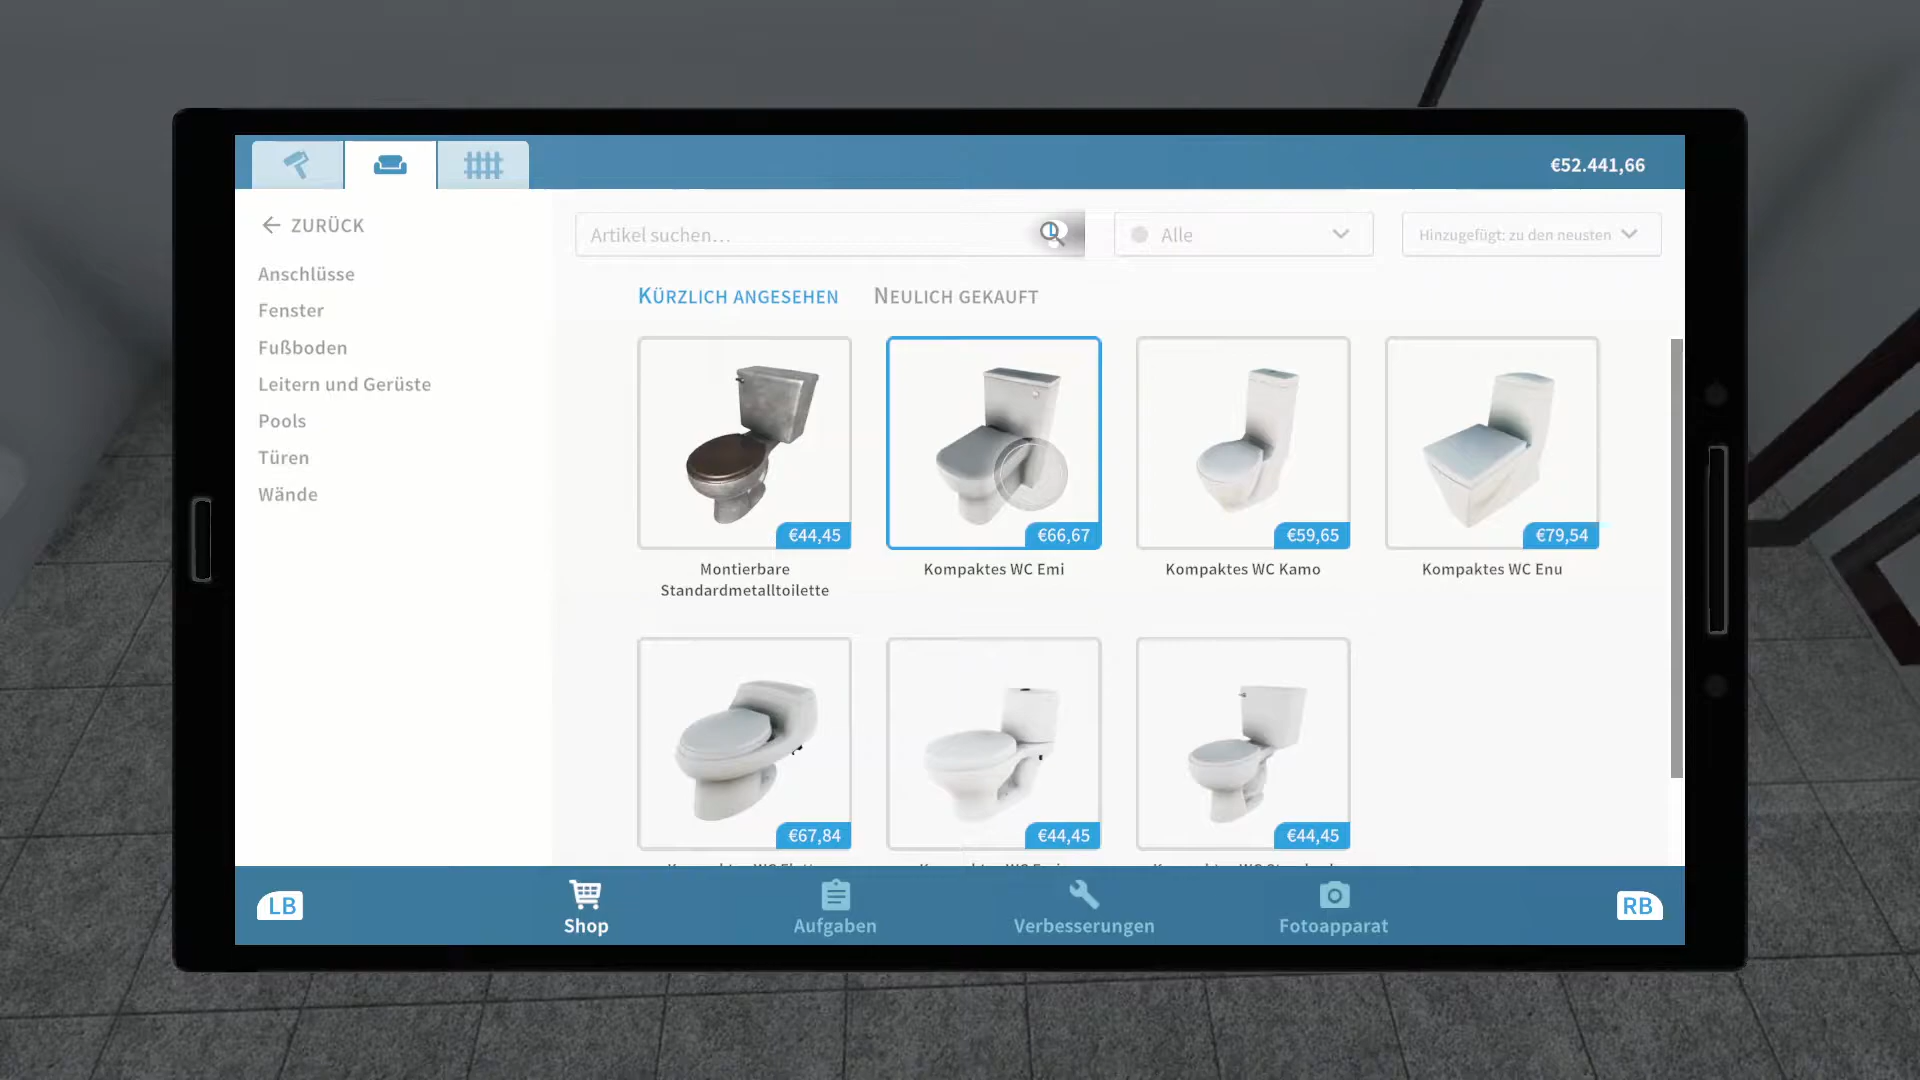 €52.441,66
ZURÜCK
Artikel suchen...
Alle
Hinzugefügt: zu den neusten
Anschlüsse
Fenster
Fußboden
Leitern und Gerüste
Pools
Türen
Wände
KÜRZLICH ANGESEHEN
NEULICH GEKAUFT
€44,45
€66,67
€59,65
€79,54
Montierbare
Standardmetalltoilette
Kompaktes WC Emi
Kompaktes WC Kamo
Kompaktes WC Enu
€67,84
€44,45
€44,45
LB
Shop
Aufgaben
Verbesserungen
Fotoapparat
RB